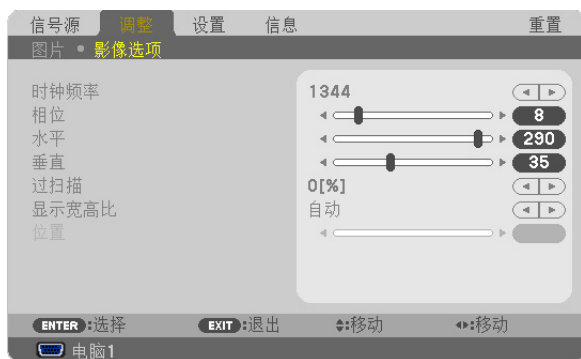 信号源 调整 设置 信息 重置
图片 • 影像选项
时钟频率 1344
相位 8
水平 290
垂直 35
过扫描 0[%]
显示宽高比 自动
位置
ENTER:选择 EXIT:退出 :移动 :移动
电脑1